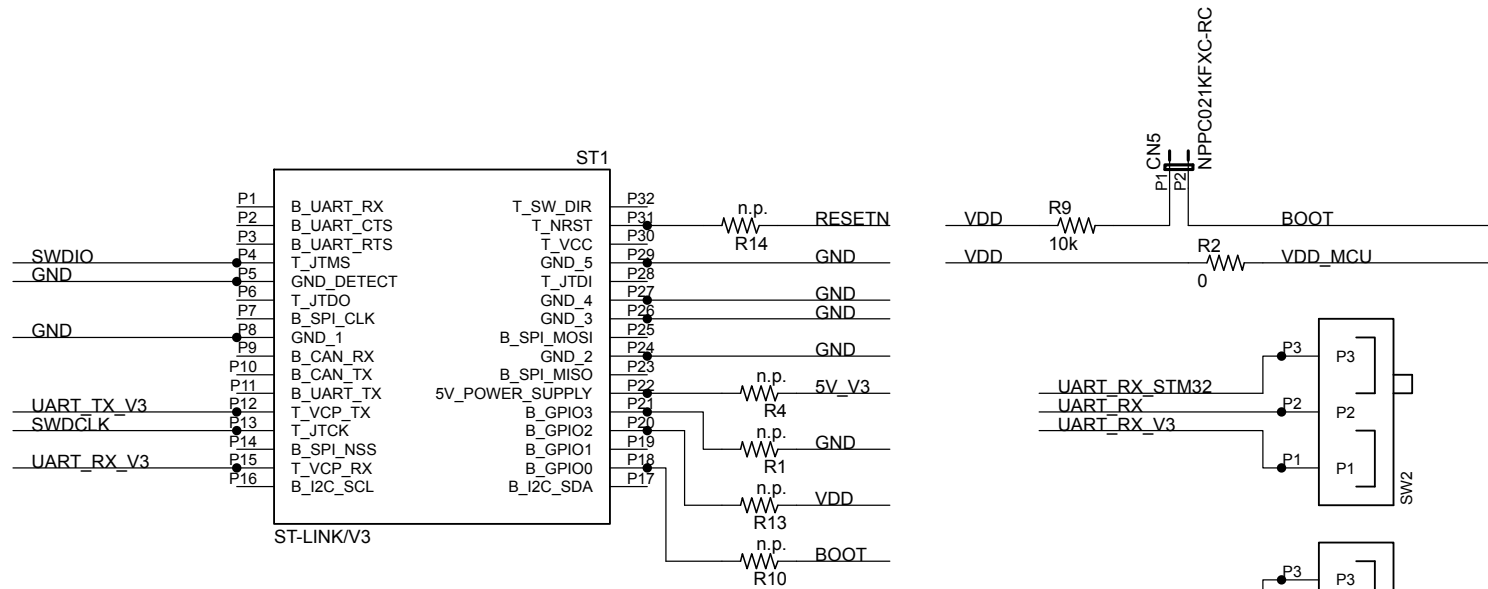 ST1
ST-LINK/V3
P1 B_UART_RX
P2 B_UART_CTS
P3 B_UART_RTS
SWDIO P4 T_JTMS
GND P5 GND_DETECT
P6 T_JTDO
P7 B_SPI_CLK
GND P8 GND_1
P9 B_CAN_RX
P10 B_CAN_TX
P11 B_UART_TX
UART_TX_V3 P12 T_VCP_TX
SWDCLK P13 T_JTCK
P14 B_SPI_NSS
UART_RX_V3 P15 T_VCP_RX
P16 B_I2C_SCL
T_SW_DIR P32
T_NRST P31 n.p. R14 RESETN
T_VCC P30
GND_5 P29 GND
T_JTDI P28
GND_4 P27 GND
GND_3 P26 GND
B_SPI_MOSI P25
GND_2 P24 GND
B_SPI_MISO P23
5V_POWER_SUPPLY P22 n.p. R4 5V_V3
B_GPIO3 P21 n.p. R1 GND
B_GPIO2 P20 n.p. R13 VDD
B_GPIO1 P19
B_GPIO0 P18 n.p. R10 BOOT
B_I2C_SDA P17
CN5
NPPC021KFXC-RC
P1
P2
VDD R9 10k BOOT
VDD R2 0 VDD_MCU
UART_RX_STM32 P3 P3
UART_RX P2 P2
UART_RX_V3 P1 P1
SW2
P3 P3